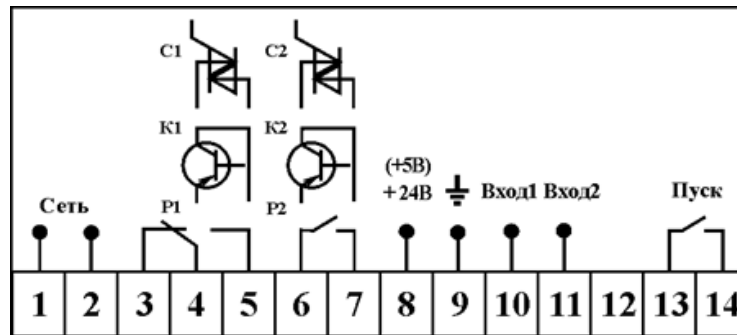 С1 С2
К1 К2
(+5В)
+24В Вход1 Вход2 Пуск
Сеть Р1 Р2
1 2 3 4 5 6 7 8 9 10 11 12 13 14